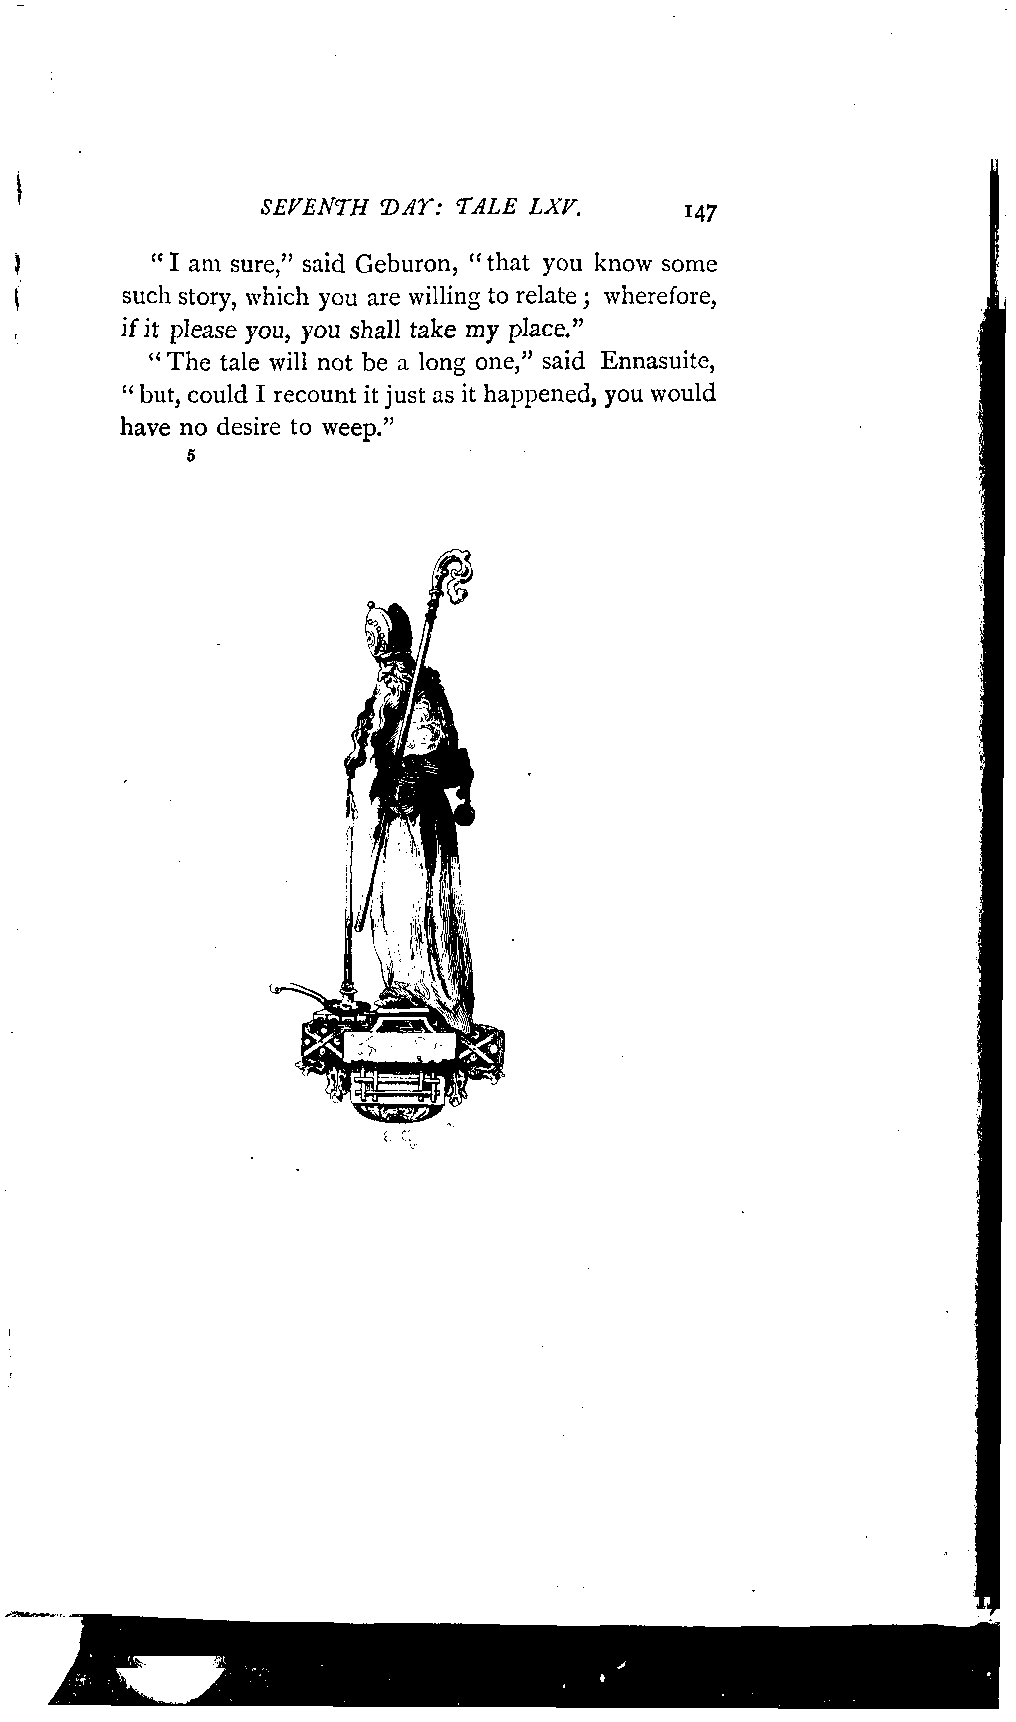 SEVENTH DAY: TALE LXV. 147
“I am sure,” said Geburon, “that you know some
such story, which you are willing to relate; wherefore,
if it please you, you shall take my place.”
“The tale will not be a long one,” said Ennasuite,
“but, could I recount it just as it happened, you would
have no desire to weep.”
5